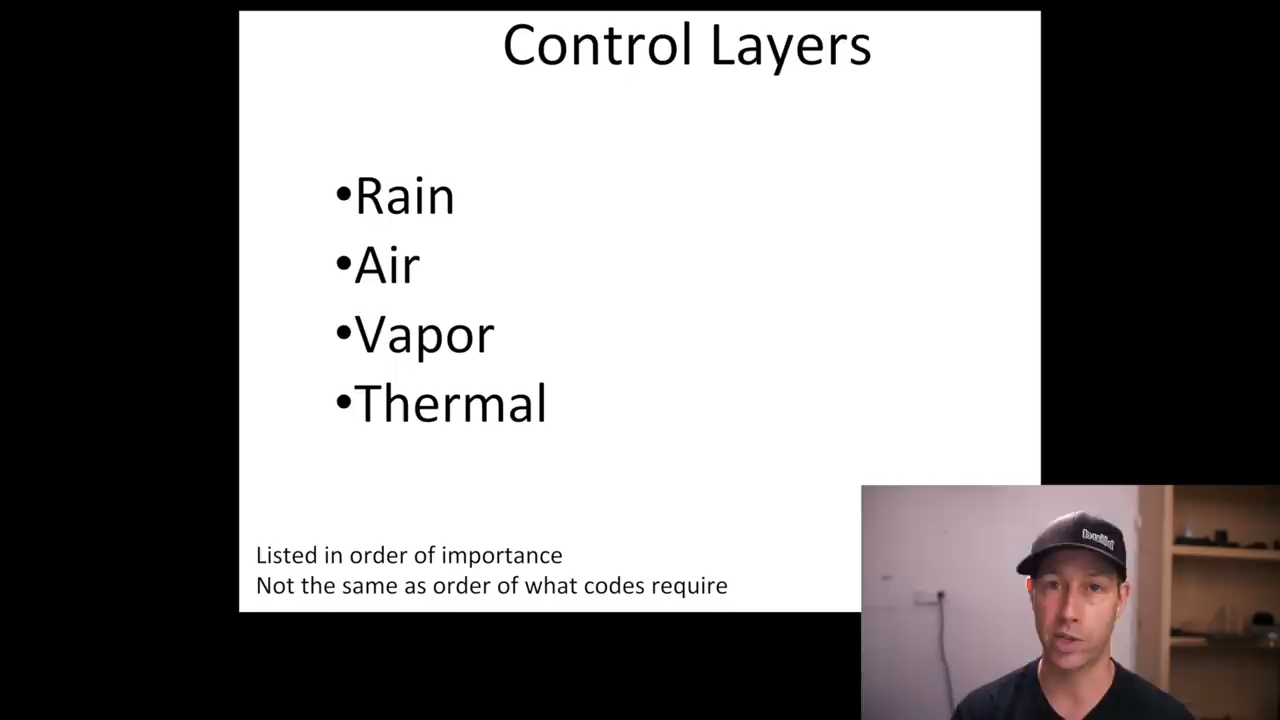 Control Layers
•Rain
•Air
•Vapor
•Thermal
Listed in order of importance
Not the same as order of what codes require